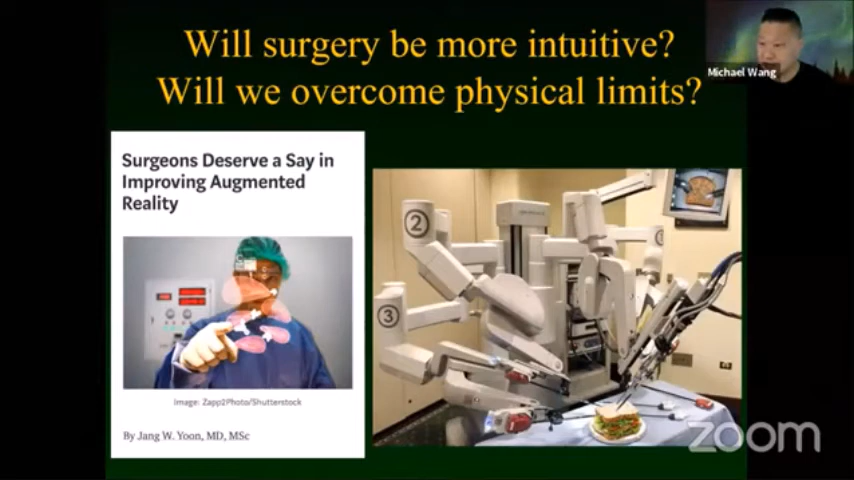 Will surgery be more intuitive?
Will we overcome physical limits?
Michael Wang
Surgeons Deserve a Say in
Improving Augmented
Reality
Image: Zapp2Photo/Shutterstock
By Jang W. Yoon, MD, MSc
2
3
zoom